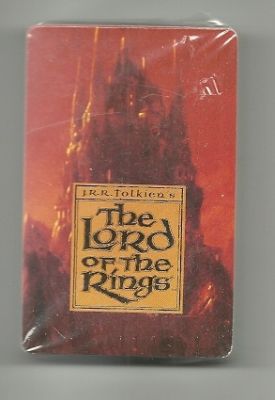 J.R.R. Tolkien's
The
Lord
of the
Rings